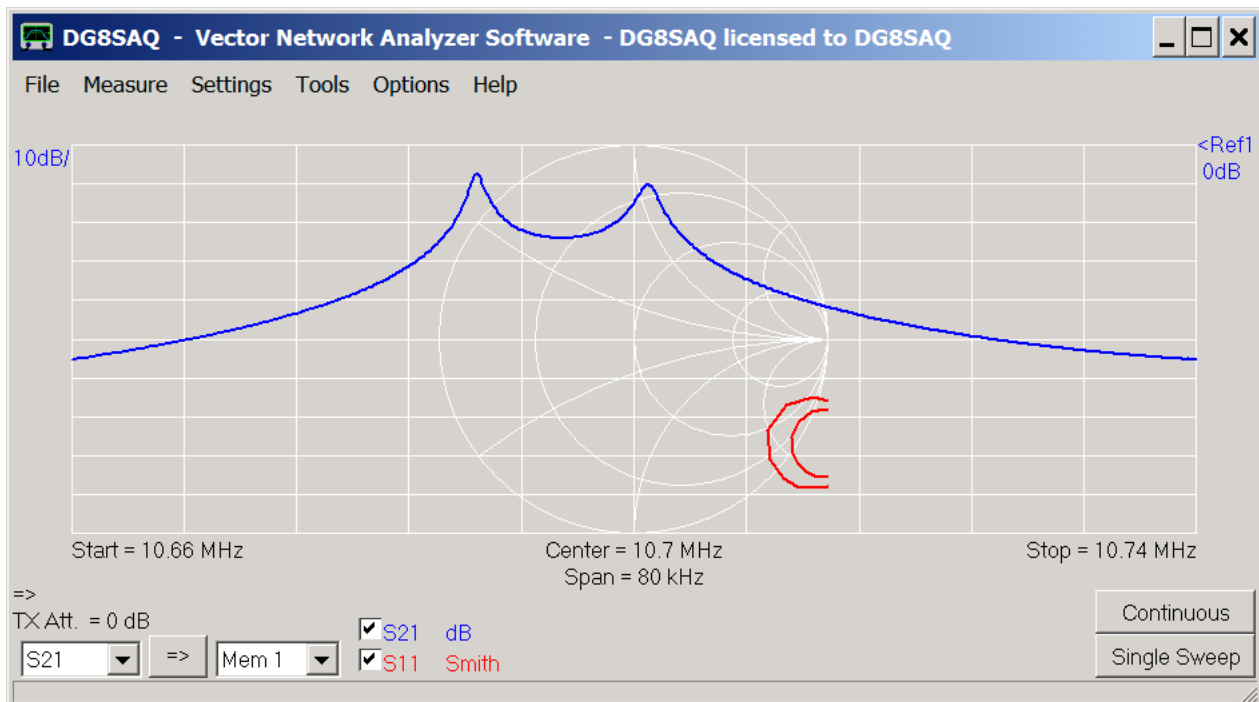 DG8SAQ - Vector Network Analyzer Software - DG8SAQ licensed to DG8SAQ
File Measure Settings Tools Options Help
10dB/
<Ref1
0dB
Start = 10.66 MHz
Center = 10.7 MHz
Stop = 10.74 MHz
Span = 80 kHz
=>
TX Att. = 0 dB
S21
=>
Mem 1
S21 dB
S11 Smith
Continuous
Single Sweep